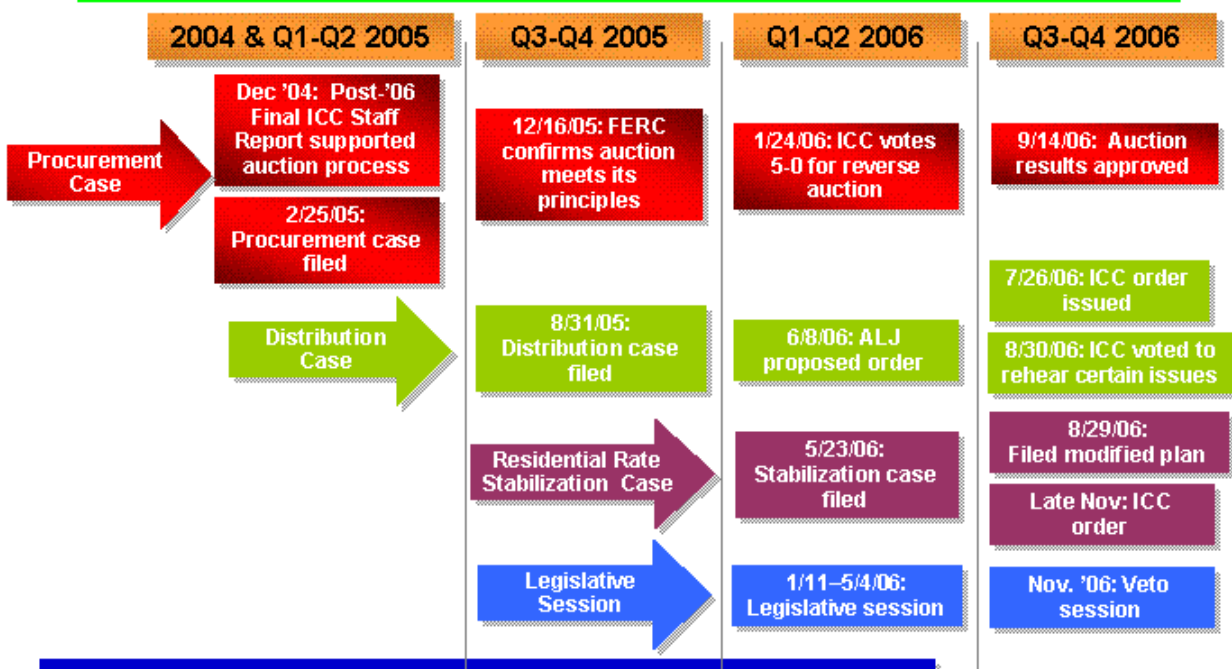 2004 & Q1-Q2 2005
Q3-Q4 2005
Q1-Q2 2006
Q3-Q4 2006
Procurement
Case
Dec '04: Post-'06
Final ICC Staff
Report supported
auction process
2/25/05:
Procurement case
filed
12/16/05: FERC
confirms auction
meets its
principles
1/24/06: ICC votes
5-0 for reverse
auction
9/14/06: Auction
results approved
Distribution
Case
8/31/05:
Distribution case
filed
6/8/06: ALJ
proposed order
7/26/06: ICC order
issued
8/30/06: ICC voted to
rehear certain issues
Residential Rate
Stabilization Case
5/23/06:
Stabilization case
filed
8/29/06:
Filed modified plan
Late Nov: ICC
order
Legislative
Session
1/11–5/4/06:
Legislative session
Nov. '06: Veto
session